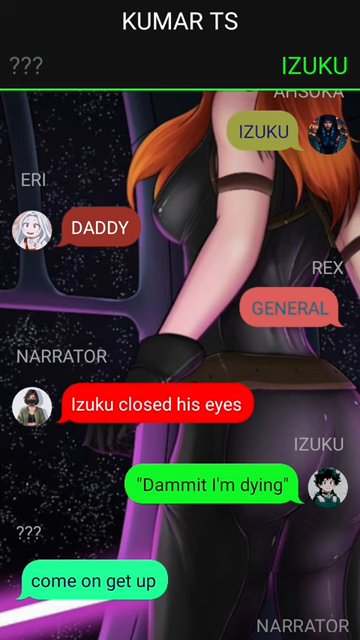 KUMAR TS
??? IZUKU
AHSOKA
IZUKU
ERI
DADDY
REX
GENERAL
NARRATOR
Izuku closed his eyes
IZUKU
"Dammit I'm dying"
???
come on get up
NARRATOR